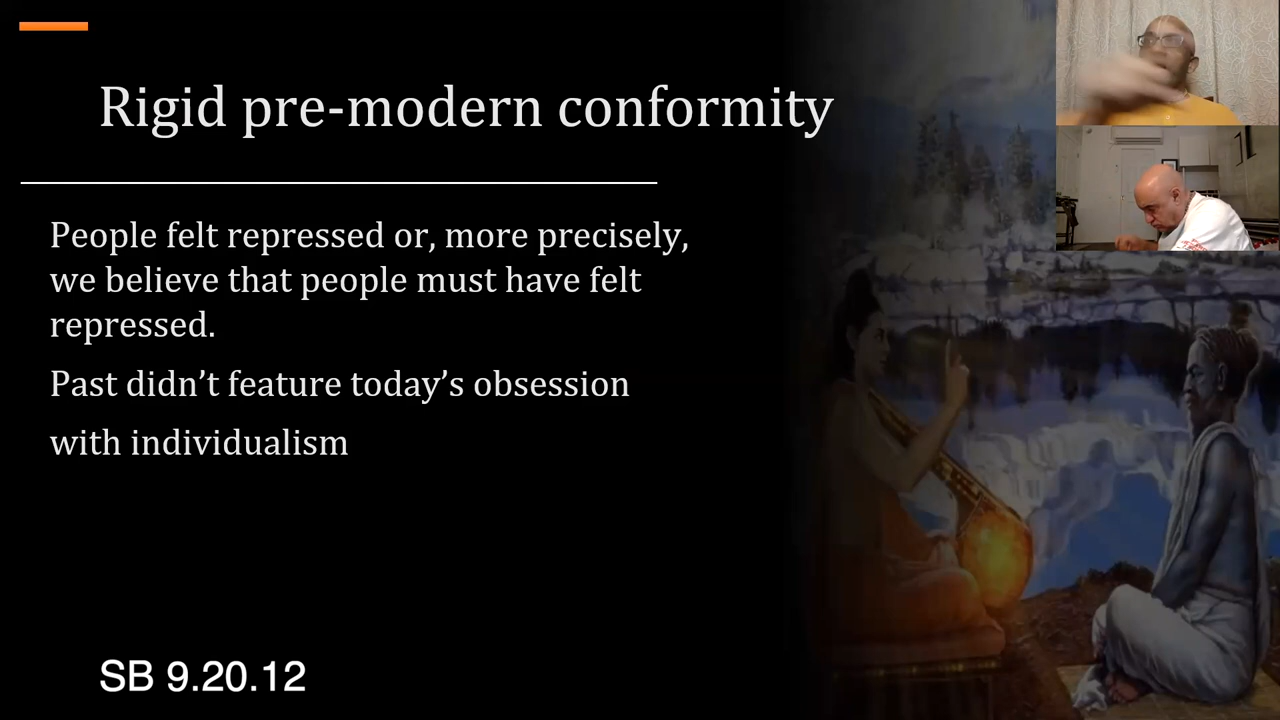 Rigid pre-modern conformity
People felt repressed or, more precisely,
we believe that people must have felt
repressed.
Past didn’t feature today’s obsession
with individualism
SB 9.20.12